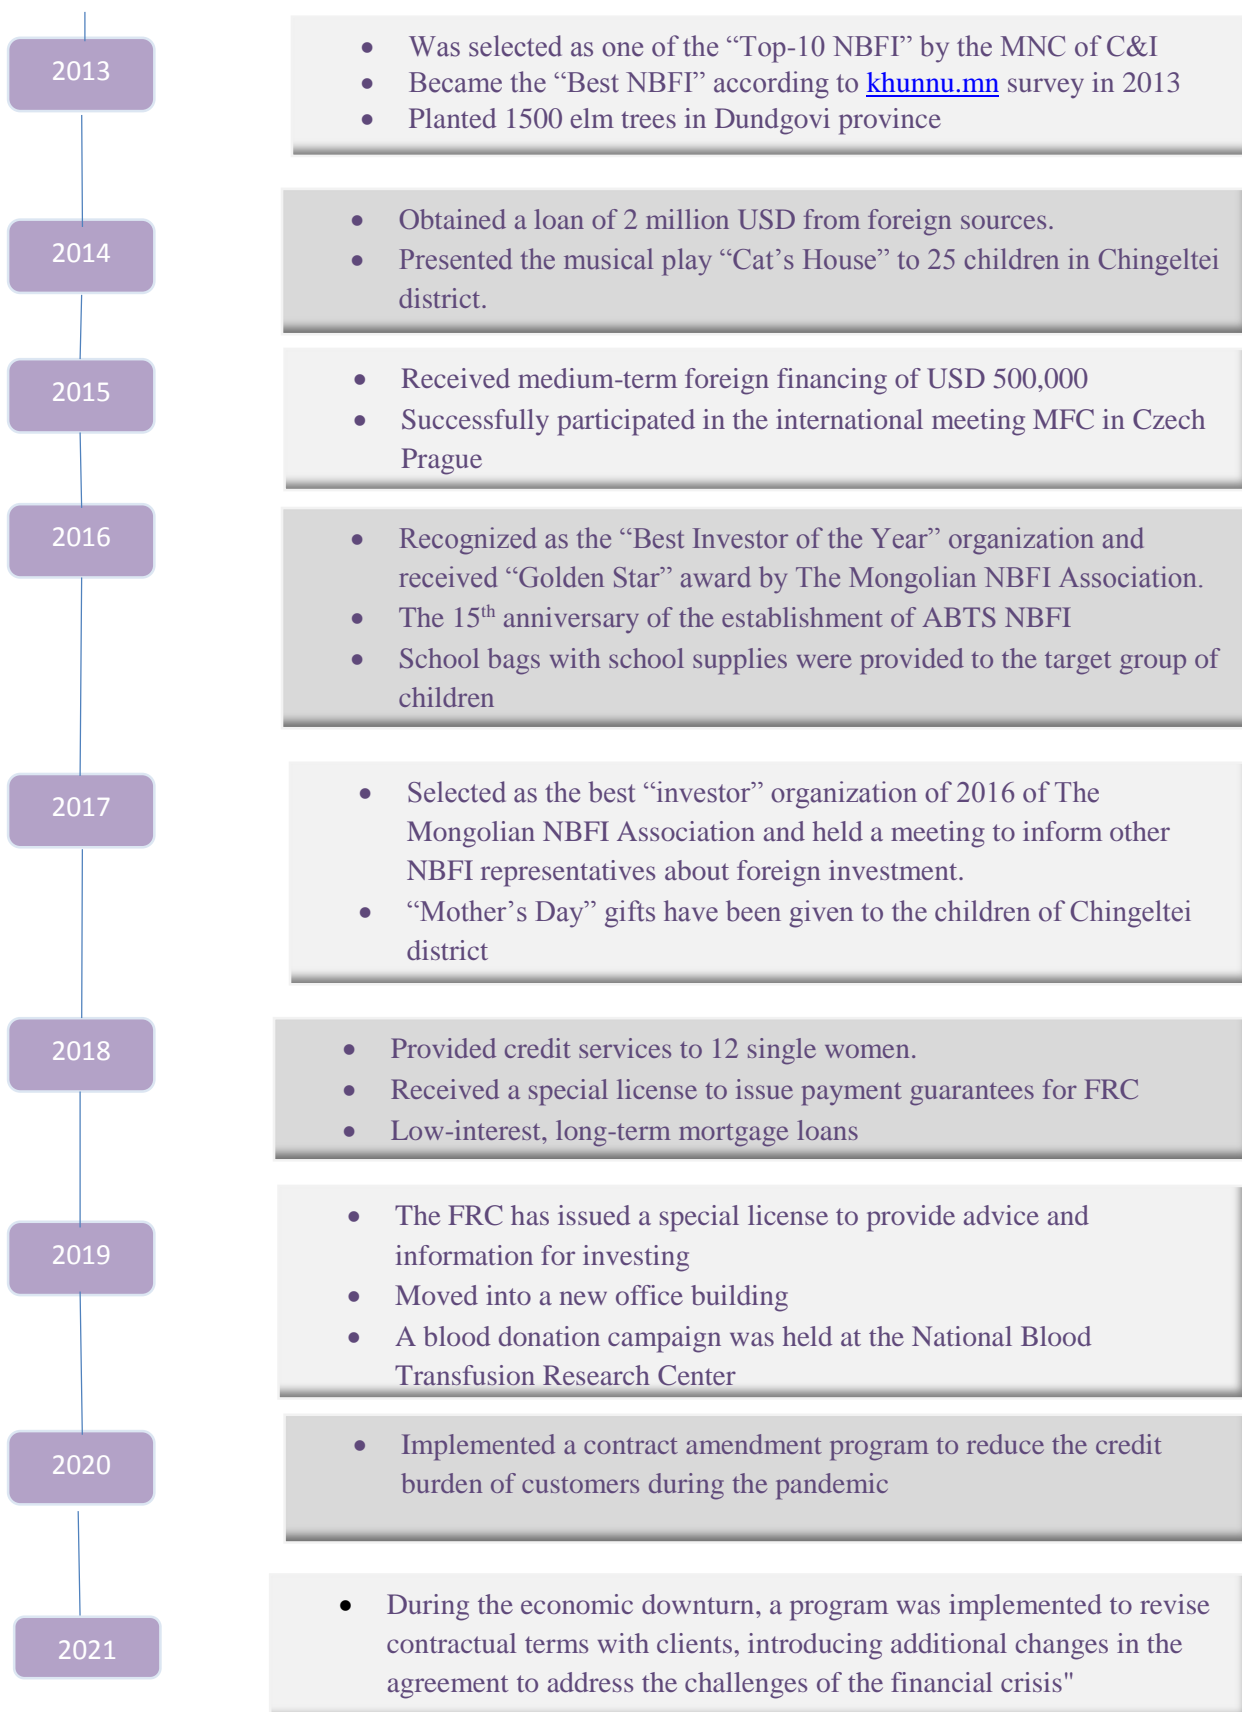 2013
• Was selected as one of the “Top-10 NBFI” by the MNC of C&I
• Became the “Best NBFI” according to khunnu.mn survey in 2013
• Planted 1500 elm trees in Dundgovi province
2014
• Obtained a loan of 2 million USD from foreign sources.
• Presented the musical play “Cat’s House” to 25 children in Chingeltei
district.
2015
• Received medium-term foreign financing of USD 500,000
• Successfully participated in the international meeting MFC in Czech
Prague
2016
• Recognized as the “Best Investor of the Year” organization and
received “Golden Star” award by The Mongolian NBFI Association.
• The 15th anniversary of the establishment of ABTS NBFI
• School bags with school supplies were provided to the target group of
children
2017
• Selected as the best “investor” organization of 2016 of The
Mongolian NBFI Association and held a meeting to inform other
NBFI representatives about foreign investment.
• “Mother’s Day” gifts have been given to the children of Chingeltei
district
2018
• Provided credit services to 12 single women.
• Received a special license to issue payment guarantees for FRC
• Low-interest, long-term mortgage loans
2019
• The FRC has issued a special license to provide advice and
information for investing
• Moved into a new office building
• A blood donation campaign was held at the National Blood
Transfusion Research Center
2020
• Implemented a contract amendment program to reduce the credit
burden of customers during the pandemic
2021
• During the economic downturn, a program was implemented to revise
contractual terms with clients, introducing additional changes in the
agreement to address the challenges of the financial crisis"